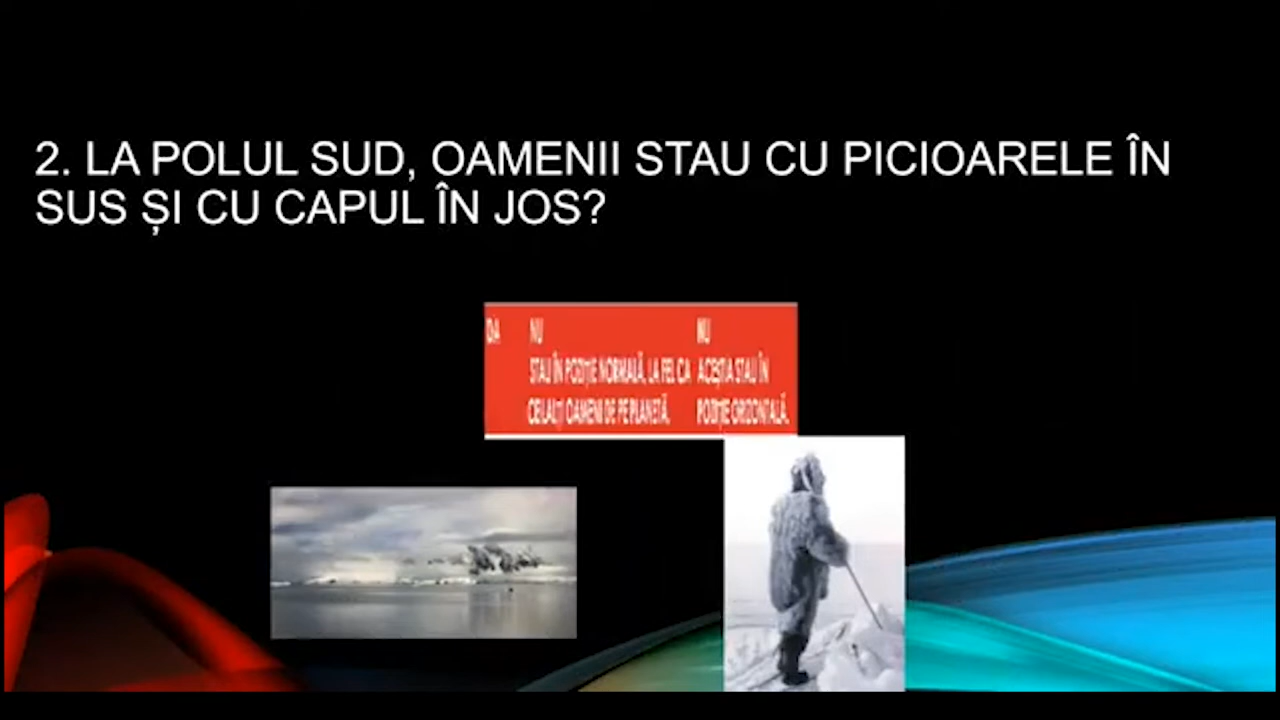 2. LA POLUL SUD, OAMENII STAU CU PICIOARELE ÎN
SUS ȘI CU CAPUL ÎN JOS?
DA NU NU
STAU ÎN POZIȚIE NORMALĂ, LA FEL CA ACEȘTIA STAU ÎN
CEILALȚI OAMENI DE PE PLANETĂ. POZIȚIE ORIZONTALĂ.